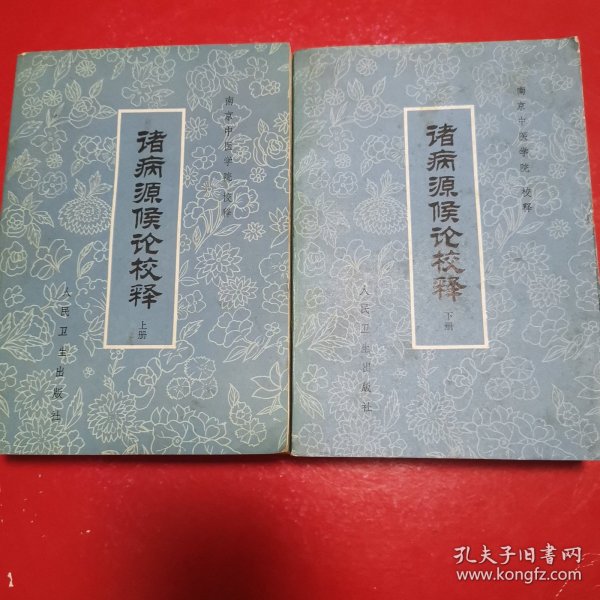 南京中医学院校释
诸病源候论校释
上册
人民卫生出版社
南京中医学院 校释
诸病源候论校释
下册
人民卫生出版社
孔夫子旧书网
www.kongfz.com